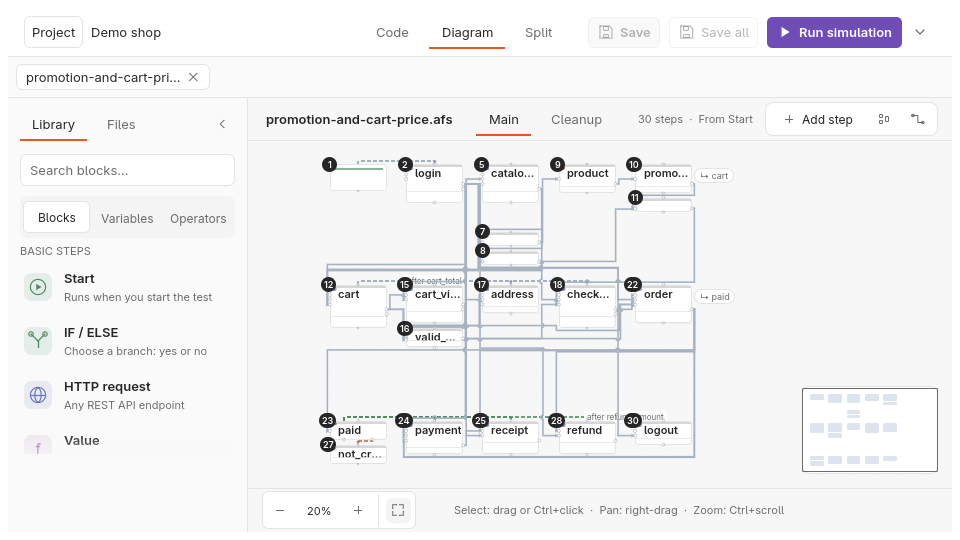 Project Demo shop Code Diagram Split Save Save all Run simulation
promotion-and-cart-pri...
Library Files
promotion-and-cart-price.afs Main Cleanup 30 steps · From Start Add step
Search blocks...
Blocks Variables Operators
BASIC STEPS
Start
Runs when you start the test
IF / ELSE
Choose a branch: yes or no
HTTP request
Any REST API endpoint
Value
1 2 login 5 catalo... 9 product 10 promo... ↳ cart
11
7
8
after cart_total
12 cart 15 cart_vi... 17 address 18 check... 22 order ↳ paid
16 valid_...
after refund amount
23 paid 24 payment 25 receipt 28 refund 30 logout
27 not_cr...
20% Select: drag or Ctrl+click · Pan: right-drag · Zoom: Ctrl+scroll